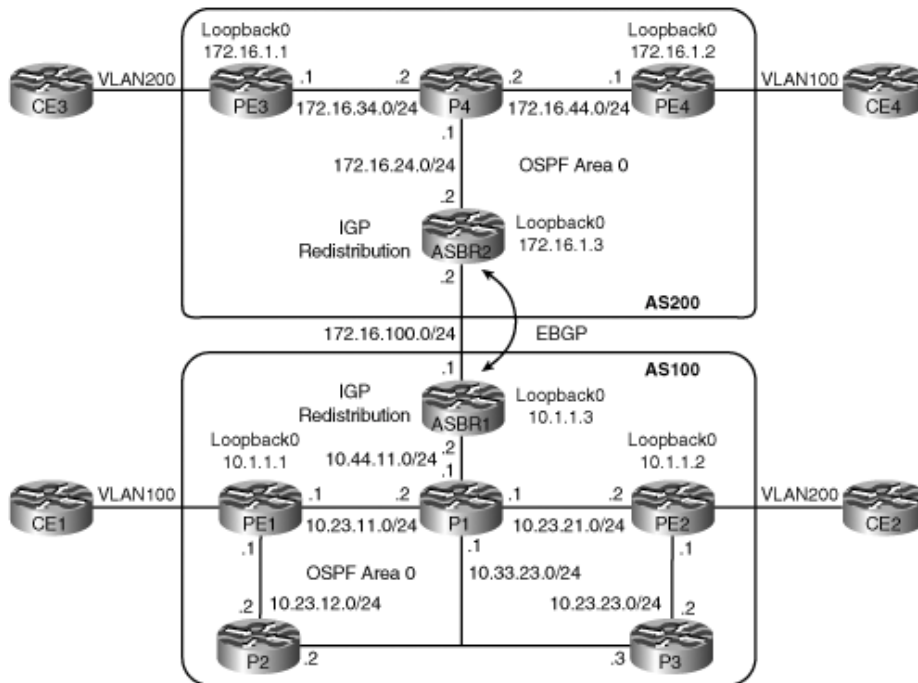 Loopback0
172.16.1.1
Loopback0
172.16.1.2
VLAN200
.1
.2
.2
.1
VLAN100
CE3
PE3
172.16.34.0/24
P4
172.16.44.0/24
PE4
CE4
.1
172.16.24.0/24
OSPF Area 0
.2
IGP
Redistribution
ASBR2
Loopback0
172.16.1.3
.2
AS200
172.16.100.0/24
EBGP
.1
AS100
IGP
Redistribution
ASBR1
Loopback0
10.1.1.3
Loopback0
10.1.1.1
10.44.11.0/24
.2
.1
Loopback0
10.1.1.2
VLAN100
.1
.2
.1
.2
VLAN200
CE1
PE1
10.23.11.0/24
P1
10.23.21.0/24
PE2
CE2
.1
OSPF Area 0
.1
10.33.23.0/24
.1
.2
10.23.12.0/24
10.23.23.0/24
.2
P2
.2
.3
P3